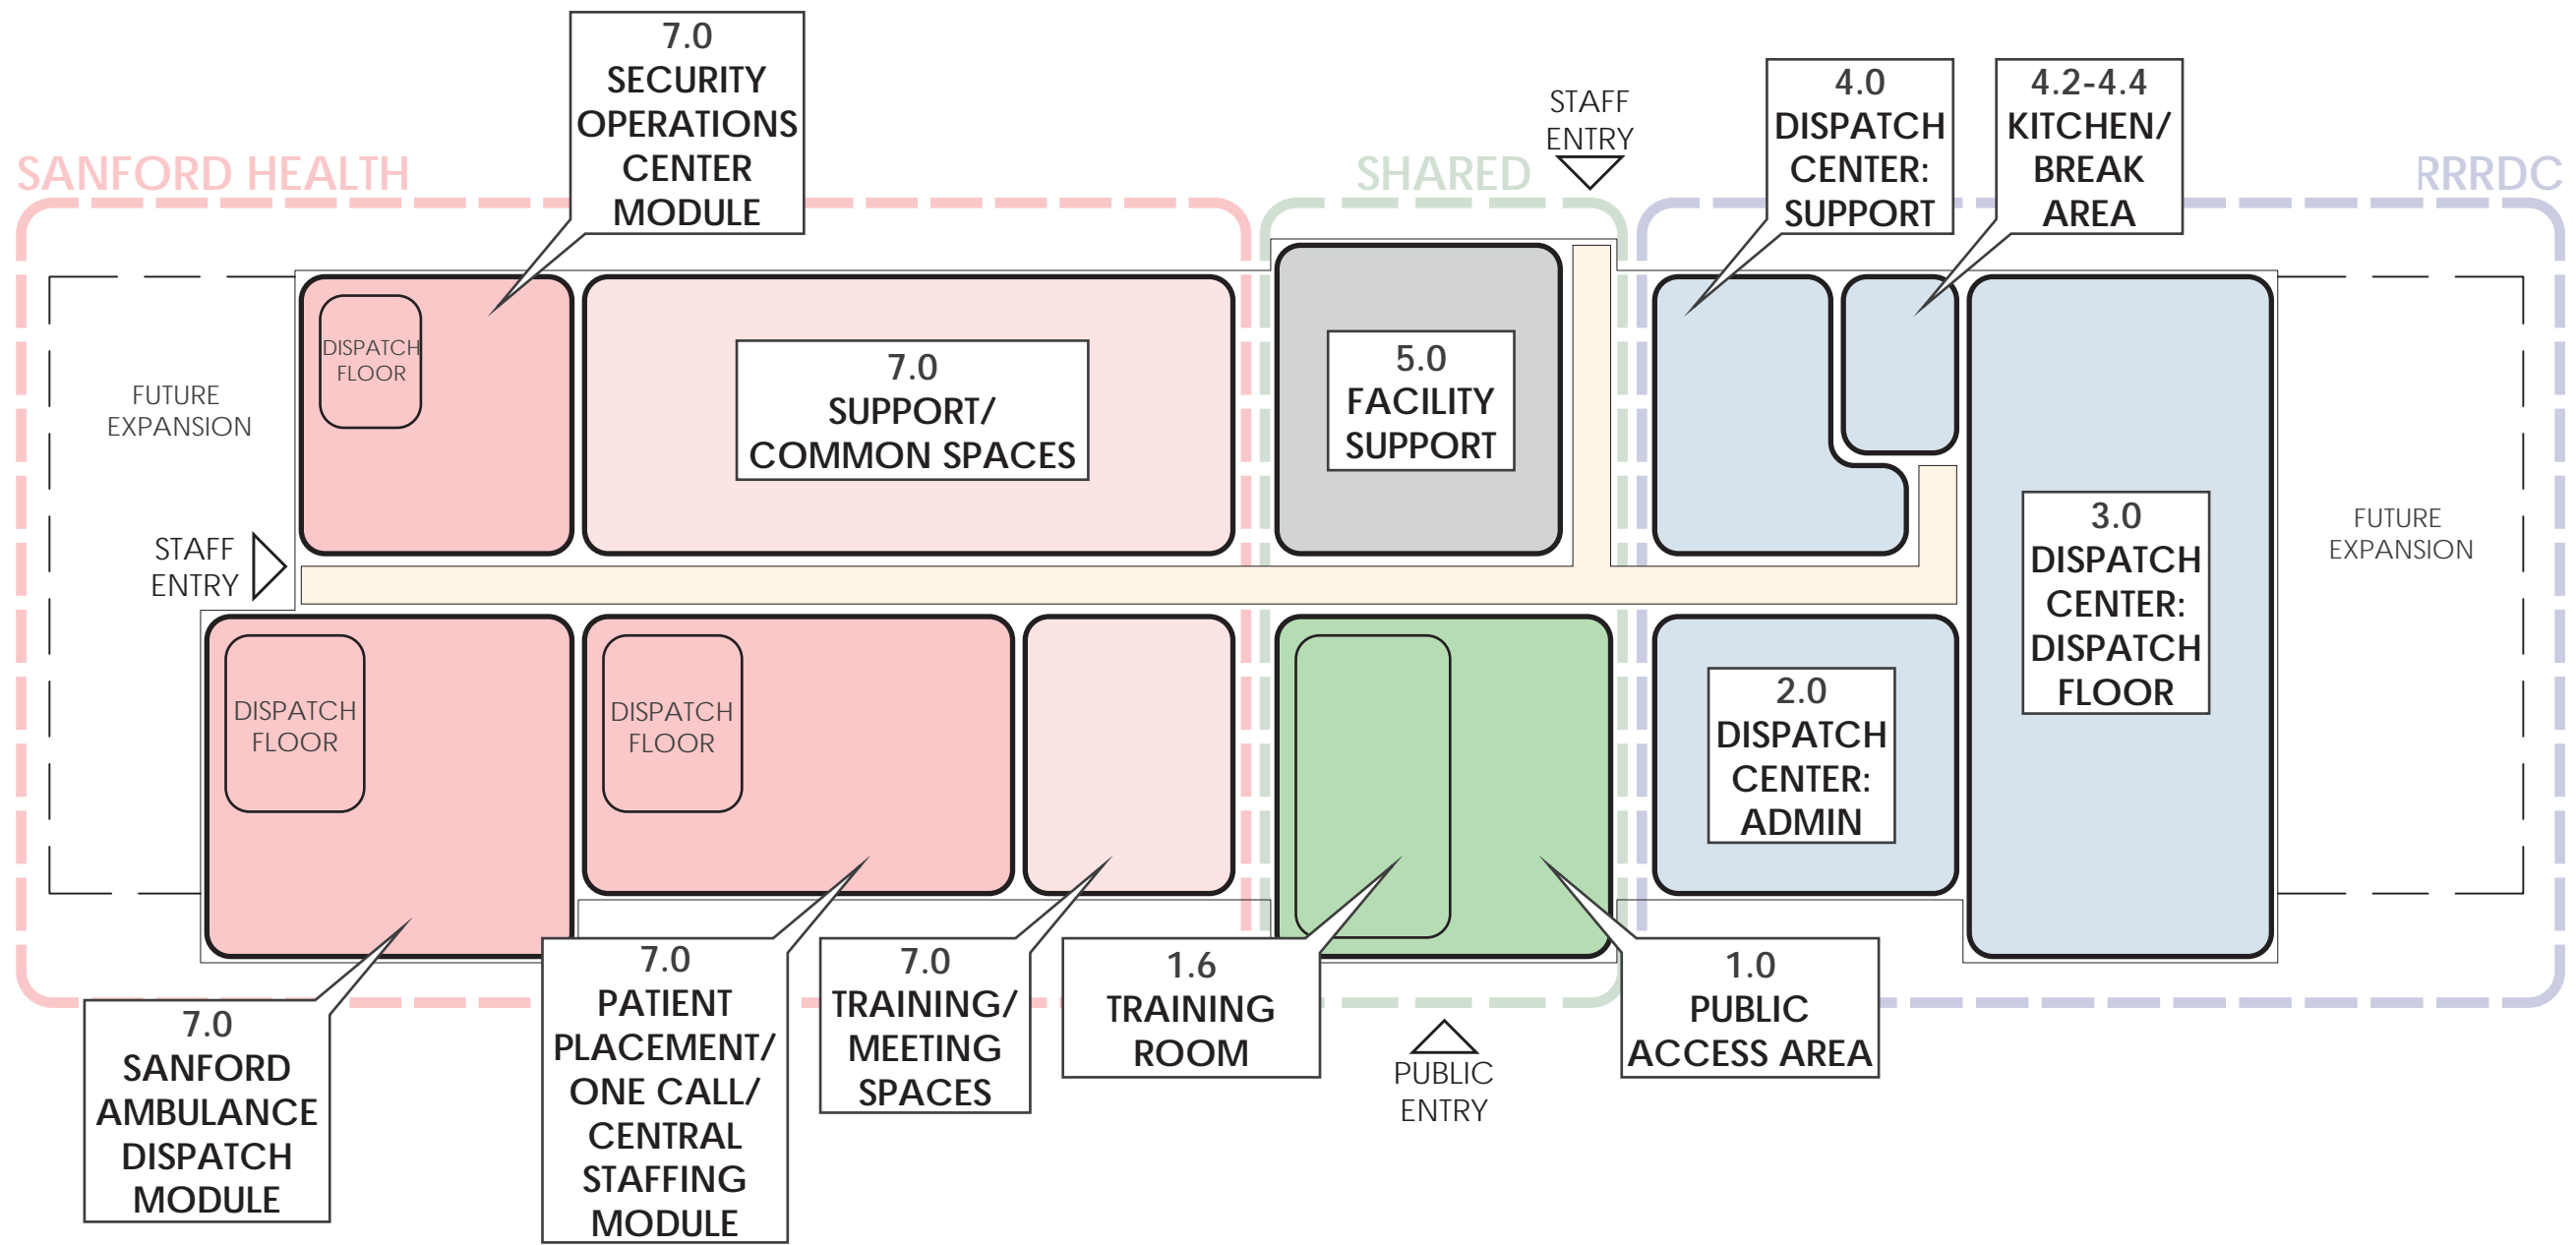 7.0
SECURITY
OPERATIONS
CENTER
MODULE
STAFF
ENTRY
4.0
DISPATCH
CENTER:
SUPPORT
4.2-4.4
KITCHEN/
BREAK
AREA
SANFORD HEALTH
SHARED
RRRDC
DISPATCH
FLOOR
7.0
SUPPORT/
COMMON SPACES
5.0
FACILITY
SUPPORT
FUTURE
EXPANSION
STAFF
ENTRY
3.0
DISPATCH
CENTER:
DISPATCH
FLOOR
FUTURE
EXPANSION
DISPATCH
FLOOR
DISPATCH
FLOOR
2.0
DISPATCH
CENTER:
ADMIN
7.0
SANFORD
AMBULANCE
DISPATCH
MODULE
7.0
PATIENT
PLACEMENT/
ONE CALL/
CENTRAL
STAFFING
MODULE
7.0
TRAINING/
MEETING
SPACES
1.6
TRAINING
ROOM
PUBLIC
ENTRY
1.0
PUBLIC
ACCESS AREA